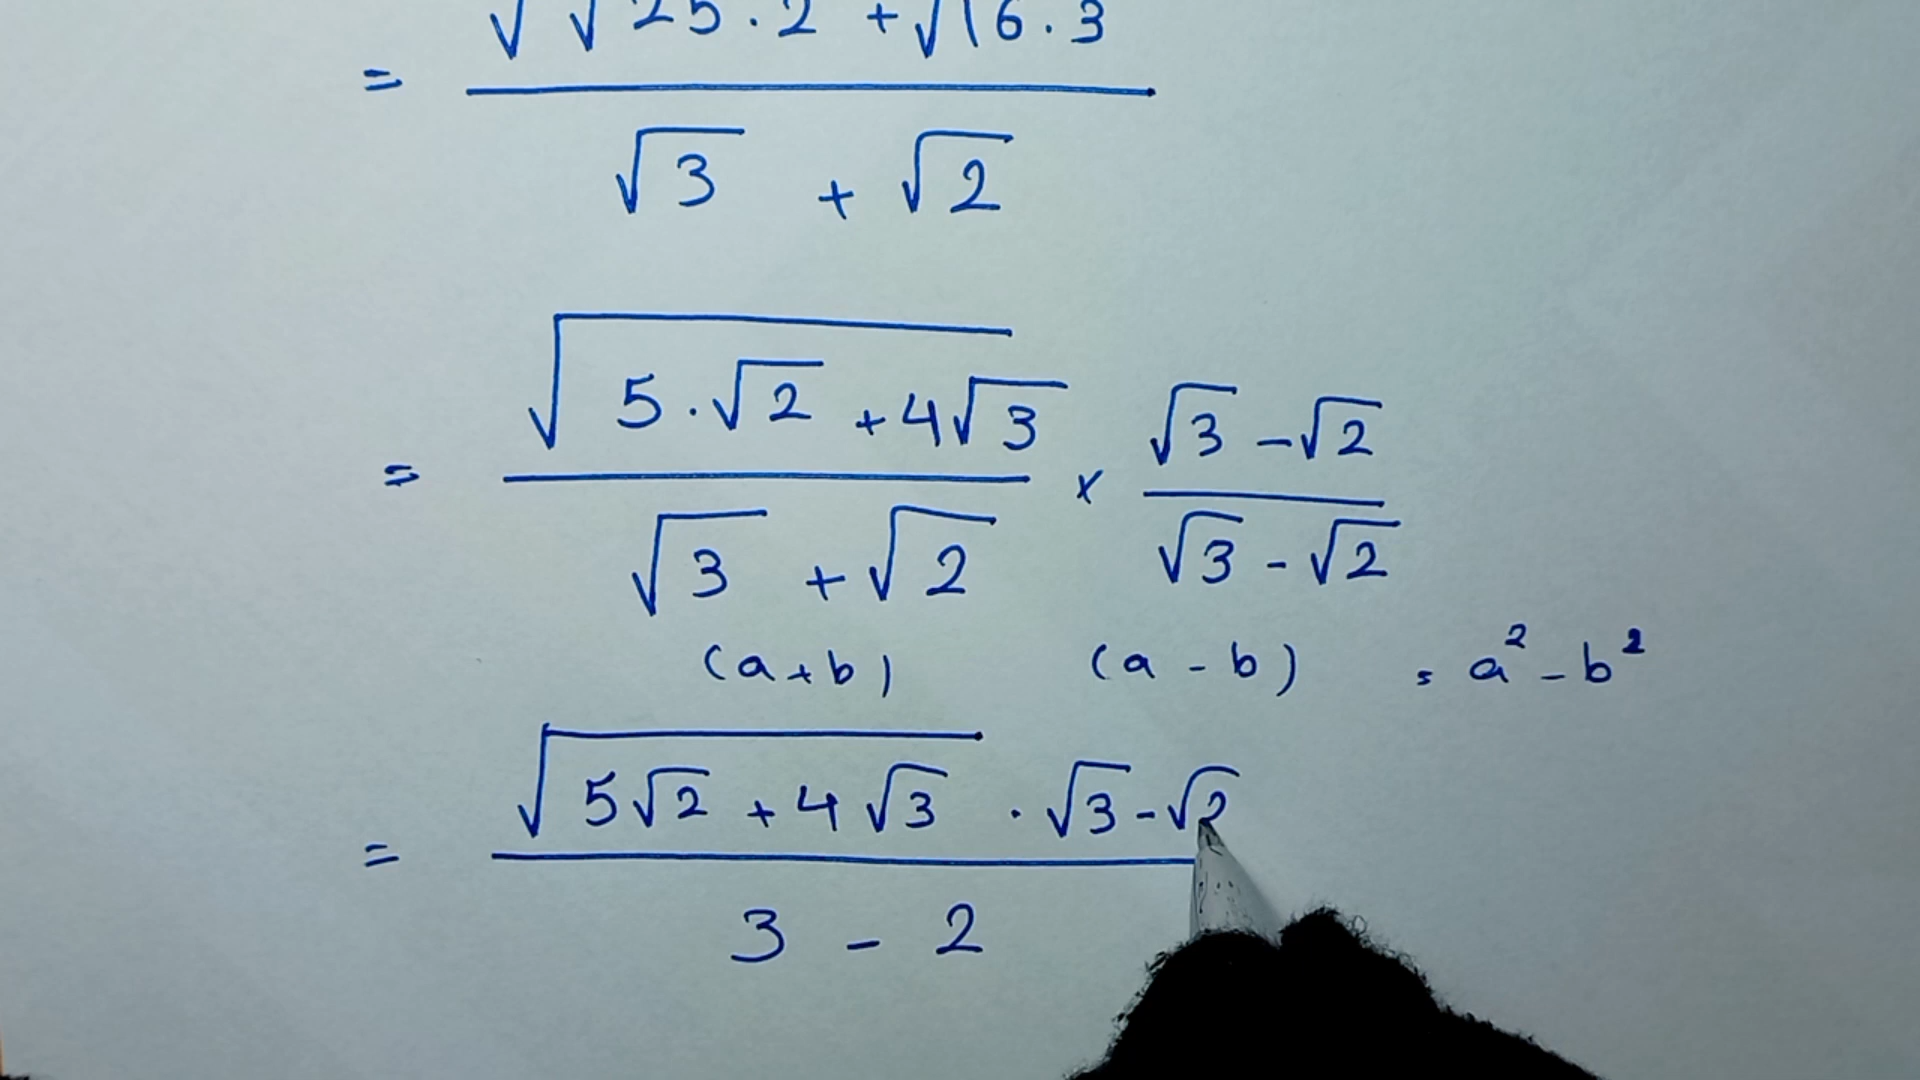 √√25.2 +√16.3
=
√3 + √2
√5.√2 +4√3 √3 -√2
= ×
√3 +√2 √3 - √2
(a+b) (a - b) = a² - b²
√5√2 + 4√3 . √3-√2
=
3 - 2